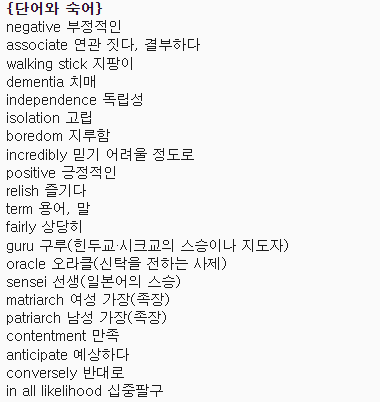 {단어와 숙어}
negative 부정적인
associate 연관 짓다, 결부하다
walking stick 지팡이
dementia 치매
independence 독립성
isolation 고립
boredom 지루함
incredibly 믿기 어려울 정도로
positive 긍정적인
relish 즐기다
term 용어, 말
fairly 상당히
guru 구루(힌두교·시크교의 스승이나 지도자)
oracle 오라클(신탁을 전하는 사제)
sensei 선생(일본어의 스승)
matriarch 여성 가장(족장)
patriarch 남성 가장(족장)
contentment 만족
anticipate 예상하다
conversely 반대로
in all likelihood 십중팔구